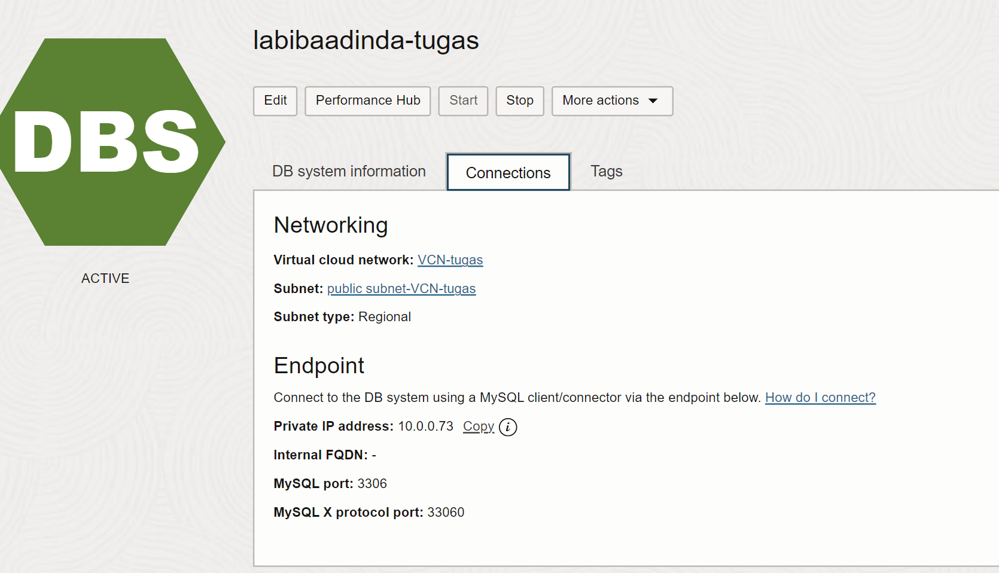 labibaadinda-tugas
Edit Performance Hub Start Stop More actions
DBS
DB system information Connections Tags
Networking
Virtual cloud network: VCN-tugas
ACTIVE
Subnet: public subnet-VCN-tugas
Subnet type: Regional
Endpoint
Connect to the DB system using a MySQL client/connector via the endpoint below. How do I connect?
Private IP address: 10.0.0.73 Copy i
Internal FQDN: -
MySQL port: 3306
MySQL X protocol port: 33060